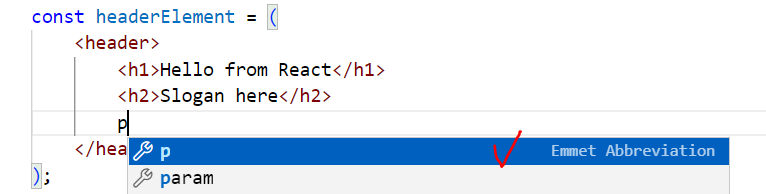 const headerElement = (
<header>
<h1>Hello from React</h1>
<h2>Slogan here</h2>
p
p Emmet Abbreviation
</hea
param
);